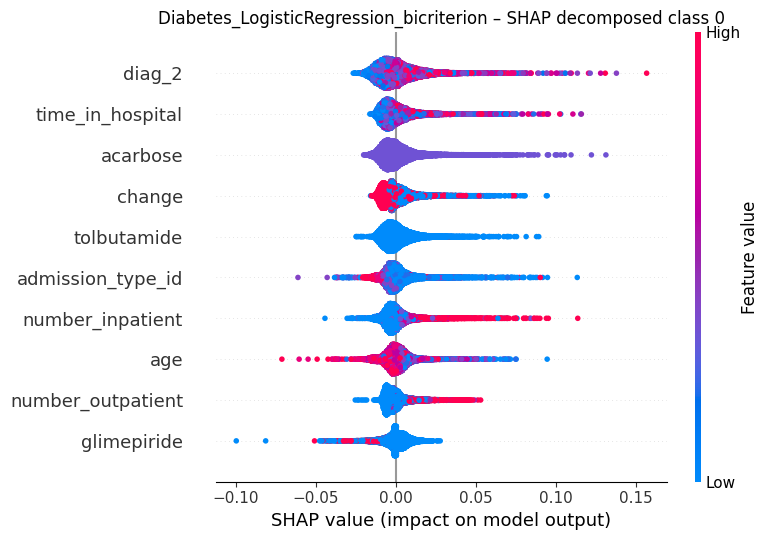 Diabetes_LogisticRegression_bicriterion – SHAP decomposed class 0
High
diag_2
time_in_hospital
acarbose
change
tolbutamide
admission_type_id
number_inpatient
age
number_outpatient
glimepiride
Feature value
Low
−0.10 −0.05 0.00 0.05 0.10 0.15
SHAP value (impact on model output)